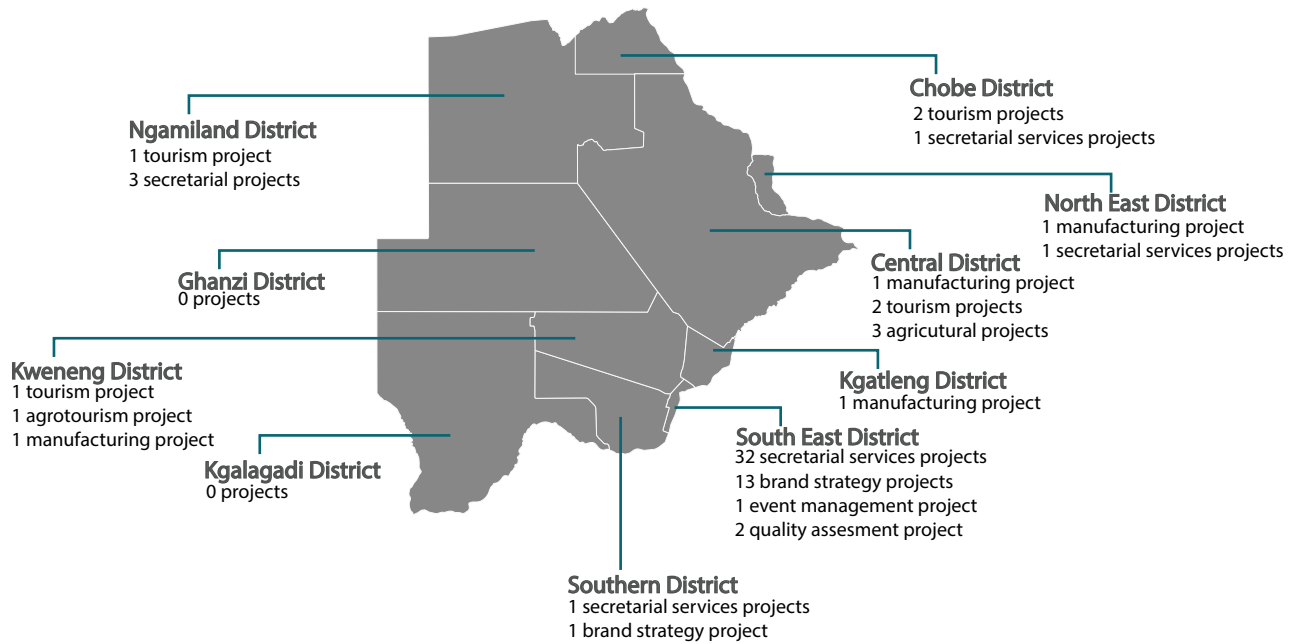 Chobe District
2 tourism projects
1 secretarial services projects
Ngamiland District
1 tourism project
3 secretarial projects
North East District
1 manufacturing project
1 secretarial services projects
Central District
1 manufacturing project
2 tourism projects
3 agricutural projects
Ghanzi District
0 projects
Kweneng District
1 tourism project
1 agrotourism project
1 manufacturing project
Kgatleng District
1 manufacturing project
South East District
32 secretarial services projects
13 brand strategy projects
1 event management project
2 quality assesment project
Kgalagadi District
0 projects
Southern District
1 secretarial services projects
1 brand strategy project